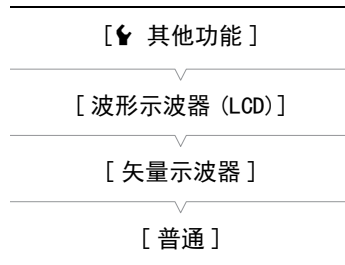 [ 其他功能 ]
[ 波形示波器 (LCD)]
[ 矢量示波器 ]
[ 普通 ]